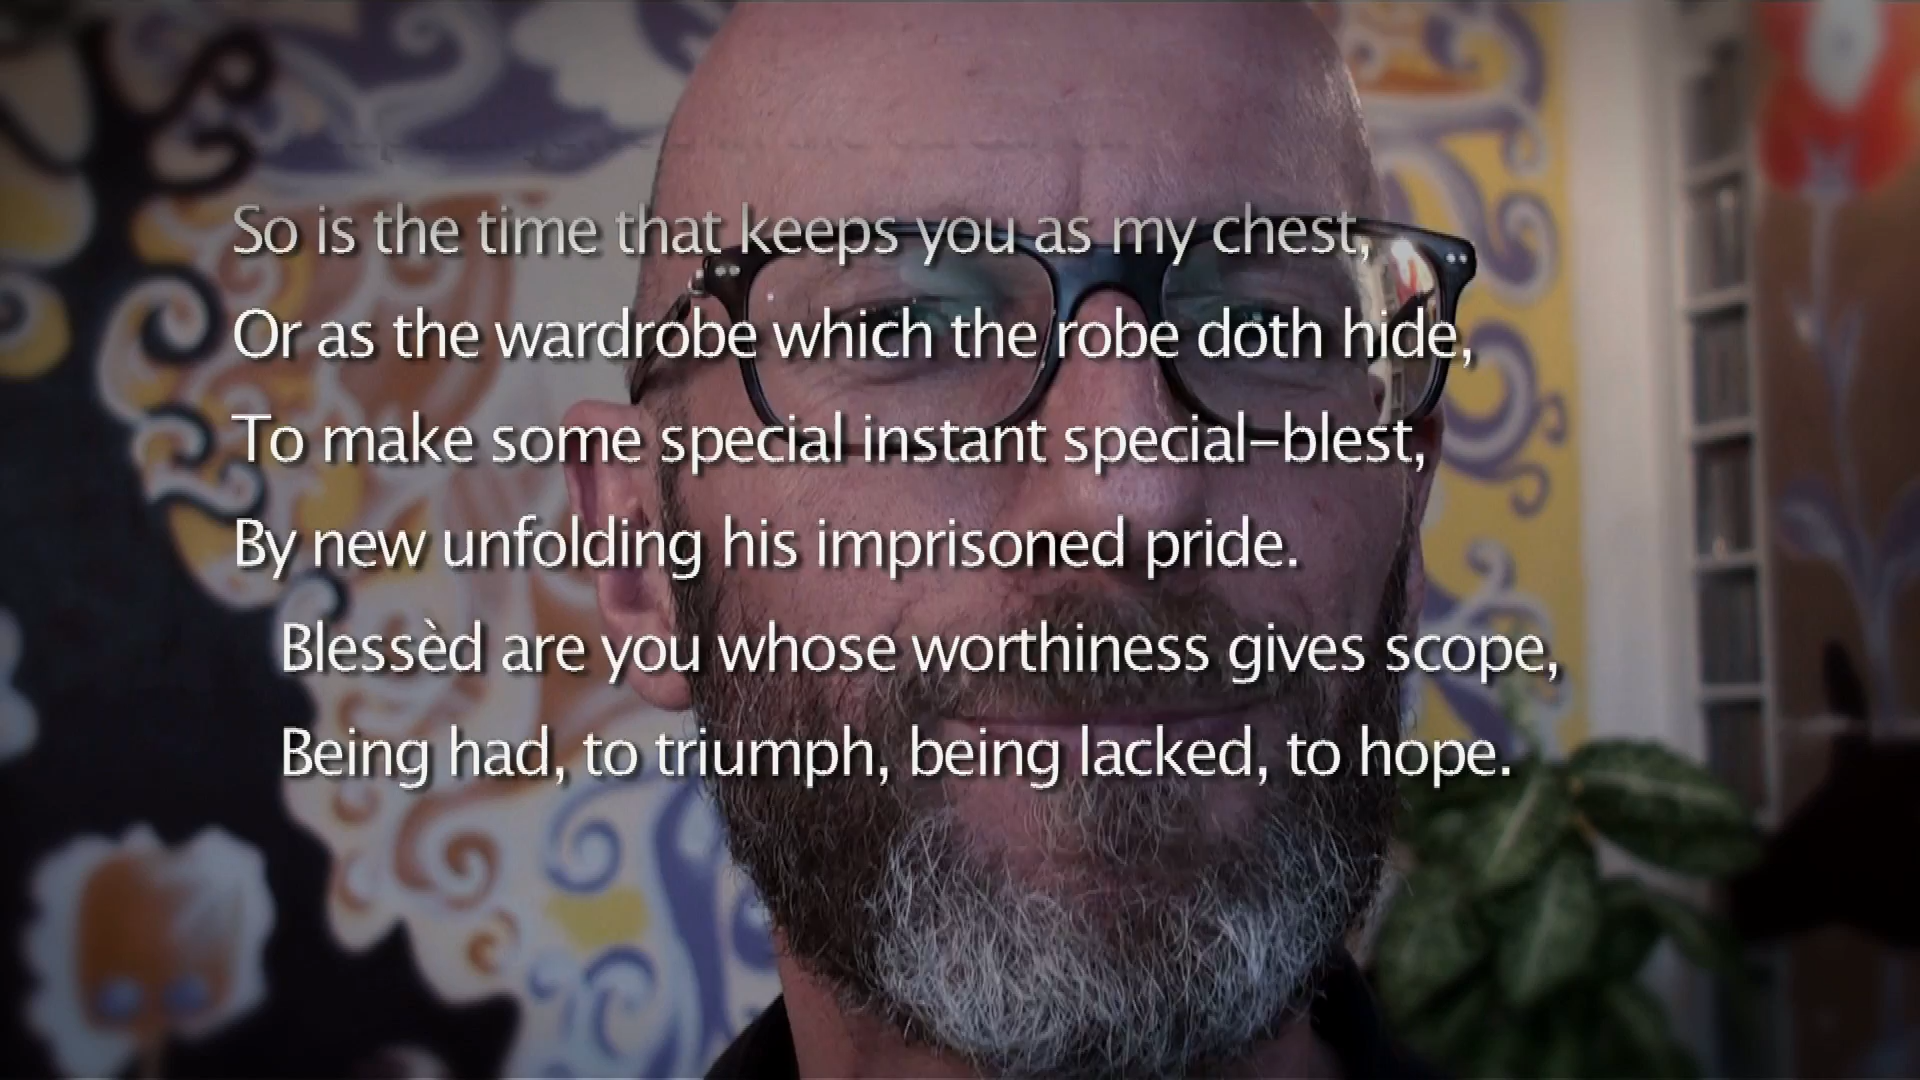 So is the time that keeps you as my chest,
Or as the wardrobe which the robe doth hide,
To make some special instant special–blest,
By new unfolding his imprisoned pride.
Blessèd are you whose worthiness gives scope,
Being had, to triumph, being lacked, to hope.